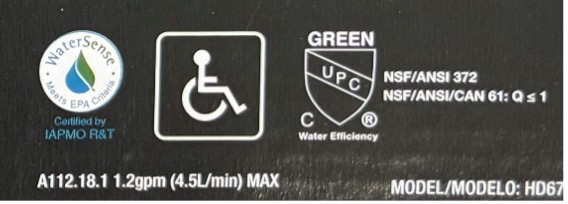 WaterSense
Meets EPA Criteria
Certified by
IAPMO R&T
GREEN
UPC
C ®
Water Efficiency
NSF/ANSI 372
NSF/ANSI/CAN 61: Q ≤ 1
A112.18.1 1.2gpm (4.5L/min) MAX
MODEL/MODELO: HD67